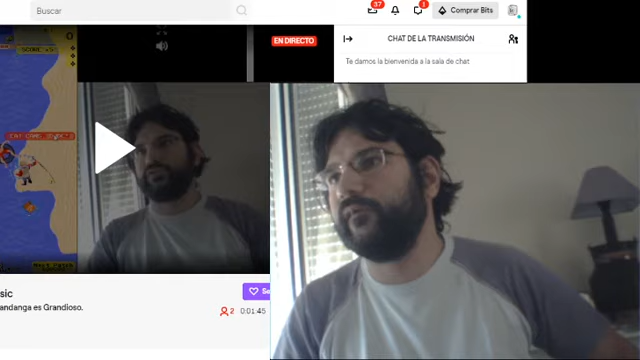 Buscar
37
1
Comprar Bits
EN DIRECTO
CHAT DE LA TRANSMISIÓN
Te damos la bienvenida a la sala de chat
sic
andanga es Grandioso.
Se
2
0:01:45